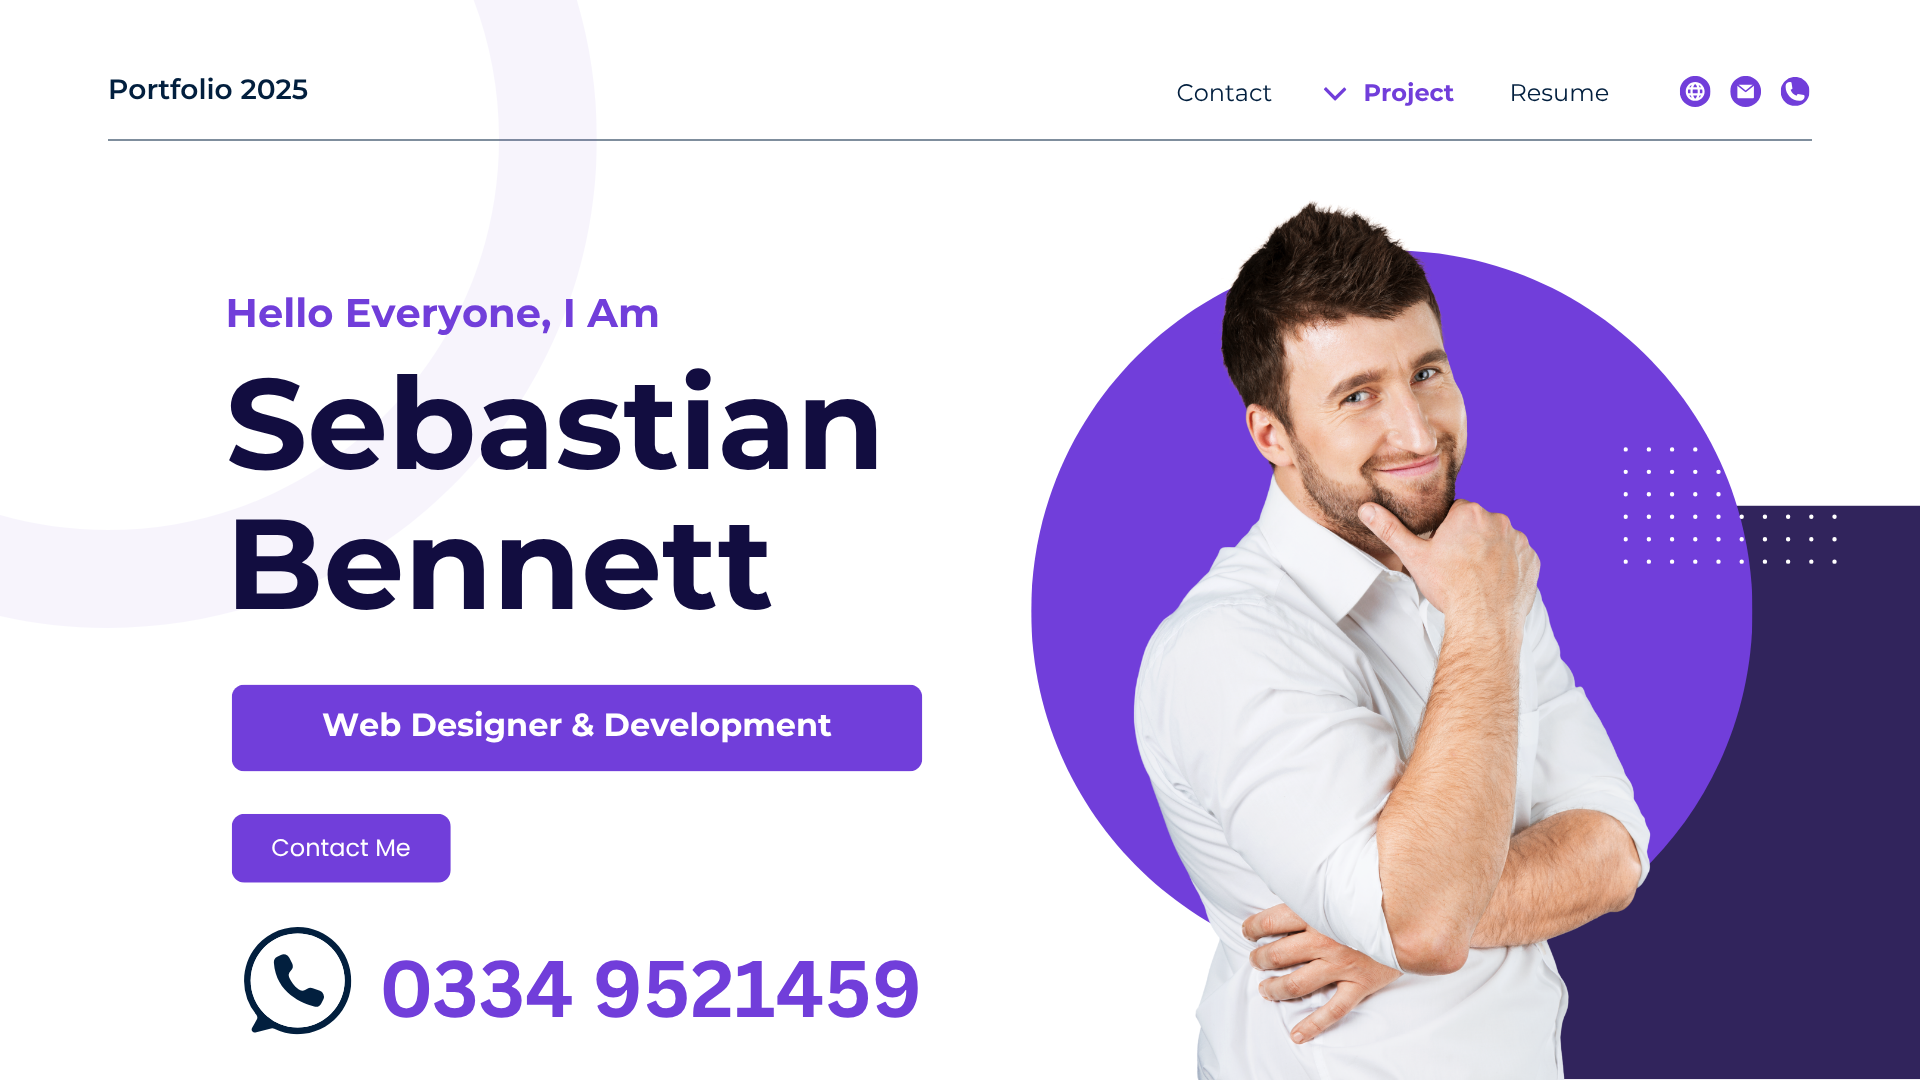 Portfolio 2025
Contact
Project
Resume
Hello Everyone, I Am
Sebastian
Bennett
Web Designer & Development
Contact Me
0334 9521459